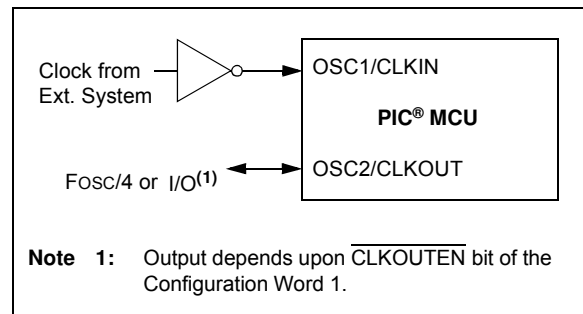 Clock from
Ext. System
OSC1/CLKIN
PIC® MCU
FOSC/4 or I/O(1)
OSC2/CLKOUT
Note 1: Output depends upon CLKOUTEN bit of the
Configuration Word 1.